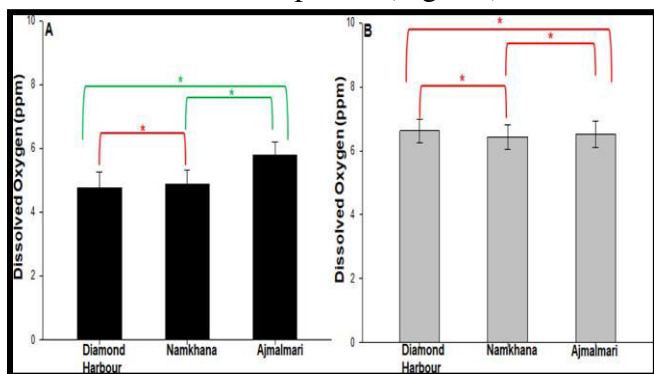 A
*
*
*
Dissolved Oxygen (ppm)
10
8
6
4
2
0
Diamond
Harbour
Namkhana
Ajmalmari
B
*
*
*
Dissolved Oxygen (ppm)
10
8
6
4
2
0
Diamond
Harbour
Namkhana
Ajmalmari